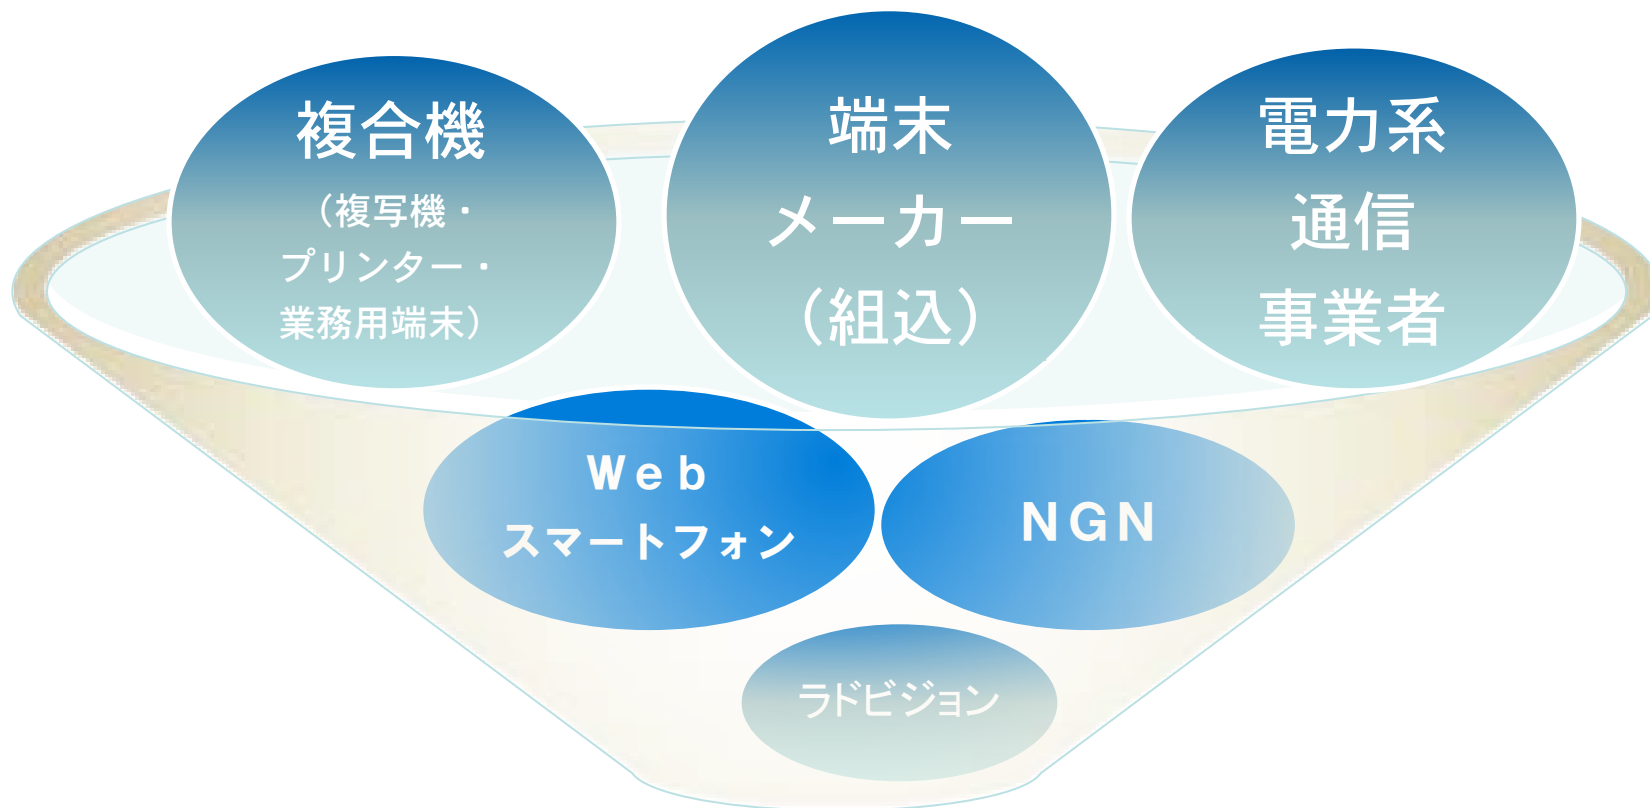 複合機
（複写機・
プリンター・
業務用端末）
端末
メーカー
（組込）
電力系
通信
事業者
Ｗｅｂ
スマートフォン
ＮＧＮ
ラドビジョン